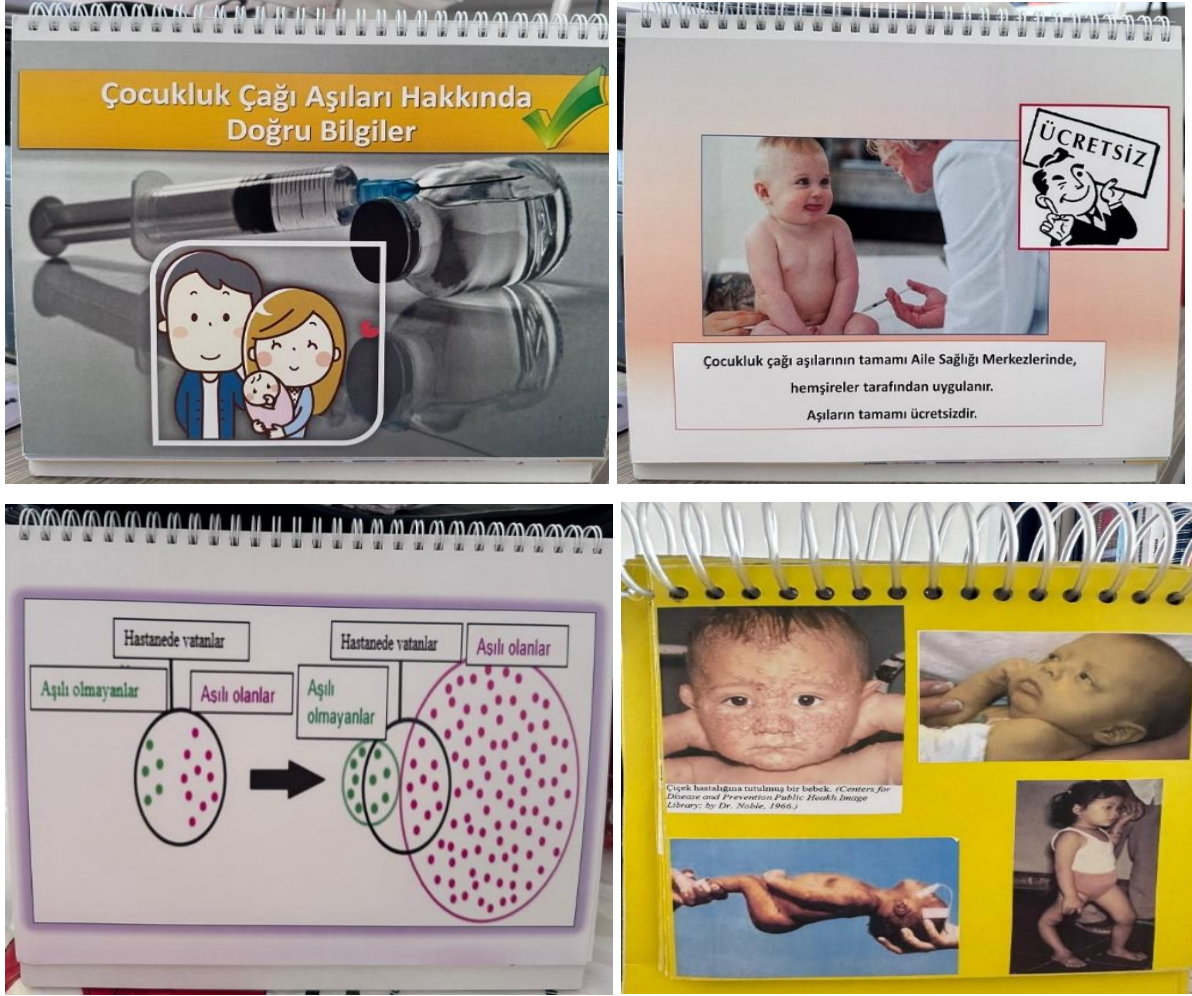 Çocukluk Çağı Aşıları Hakkında
Doğru Bilgiler
ÜCRETSİZ
Çocukluk çağı aşılarının tamamı Aile Sağlığı Merkezlerinde,
hemşireler tarafından uygulanır.
Aşıların tamamı ücretsizdir.
Hastanede yatanlar
Aşılı olmayanlar
Aşılı olanlar
Hastanede yatanlar
Aşılı olanlar
Aşılı
olmayanlar
Çiçek hastalığına tutulmuş bir bebek. (Centers for
Disease and Prevention Public Health Image
Library; by Dr. Noble, 1966.)